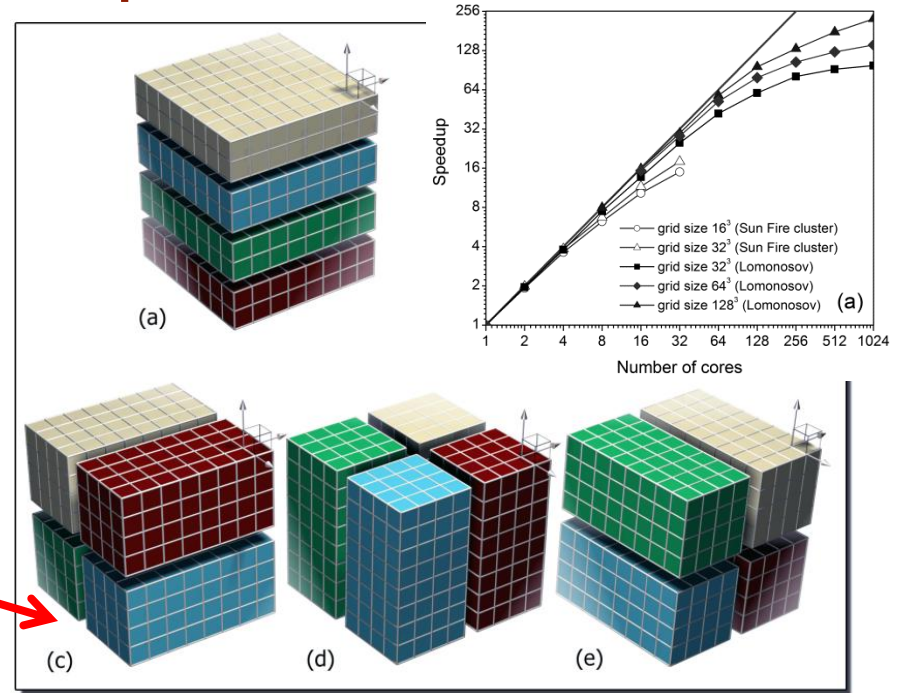 256
128
64
32
16
8
4
2
1
Speedup
grid size 16³ (Sun Fire cluster)
grid size 32³ (Sun Fire cluster)
grid size 32³ (Lomonosov)
grid size 64³ (Lomonosov)
grid size 128³ (Lomonosov)
(a)
1 2 4 8 16 32 64 128 256 512 1024
Number of cores
(a)
(c)
(d)
(e)